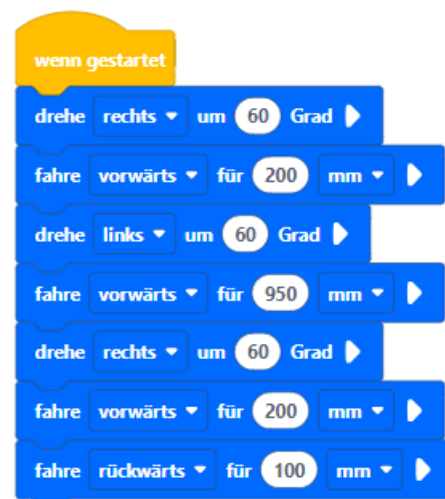 wenn gestartet
drehe rechts um 60 Grad
fahre vorwärts für 200 mm
drehe links um 60 Grad
fahre vorwärts für 950 mm
drehe rechts um 60 Grad
fahre vorwärts für 200 mm
fahre rückwärts für 100 mm